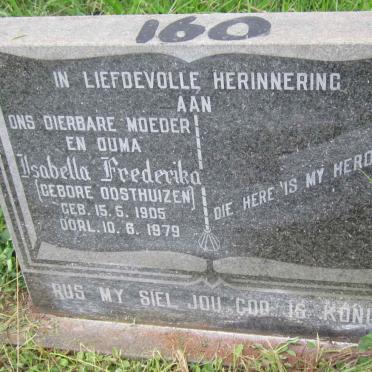 160
IN LIEFDEVOLLE HERINNERING
AAN
ONS DIERBARE MOEDER
EN OUMA
Isabella Frederika
(GEBORE OOSTHUIZEN)
GEB. 15. 5. 1905
OORL. 10. 6. 1979
DIE HERE IS MY HERD
RUS MY SIEL JOU GOD IS KONI